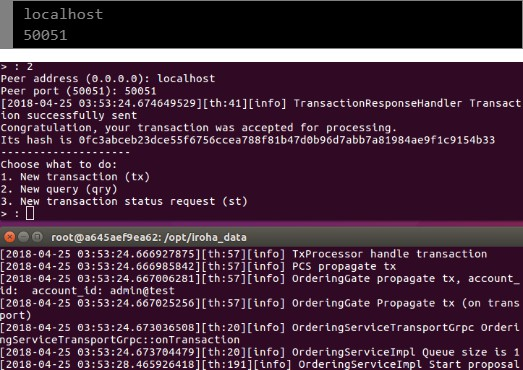 localhost
50051
> : 2
Peer address (0.0.0.0): localhost
Peer port (50051): 50051
[2018-04-25 03:53:24.674649529][th:41][info] TransactionResponseHandler Transact
ion successfully sent
Congratulation, your transaction was accepted for processing.
Its hash is 0fc3abceb23dce55f6756ccea788f81b47d0b96d7abb7a81984ae9f1c9154b33
--------------------
Choose what to do:
1. New transaction (tx)
2. New query (qry)
3. New transaction status request (st)
> :
root@a645aef9ea62: /opt/iroha_data
[2018-04-25 03:53:24.666927875][th:57][info] TxProcessor handle transaction
[2018-04-25 03:53:24.666985842][th:57][info] PCS propagate tx
[2018-04-25 03:53:24.667006281][th:57][info] OrderingGate propagate tx, account_
id:  account_id: admin@test
[2018-04-25 03:53:24.667025256][th:57][info] OrderingGate Propagate tx (on trans
port)
[2018-04-25 03:53:24.673036508][th:20][info] OrderingServiceTransportGrpc Orderi
ngServiceTransportGrpc::onTransaction
[2018-04-25 03:53:24.673704479][th:20][info] OrderingServiceImpl Queue size is 1
[2018-04-25 03:53:28.465926418][th:191][info] OrderingServiceImpl Start proposal